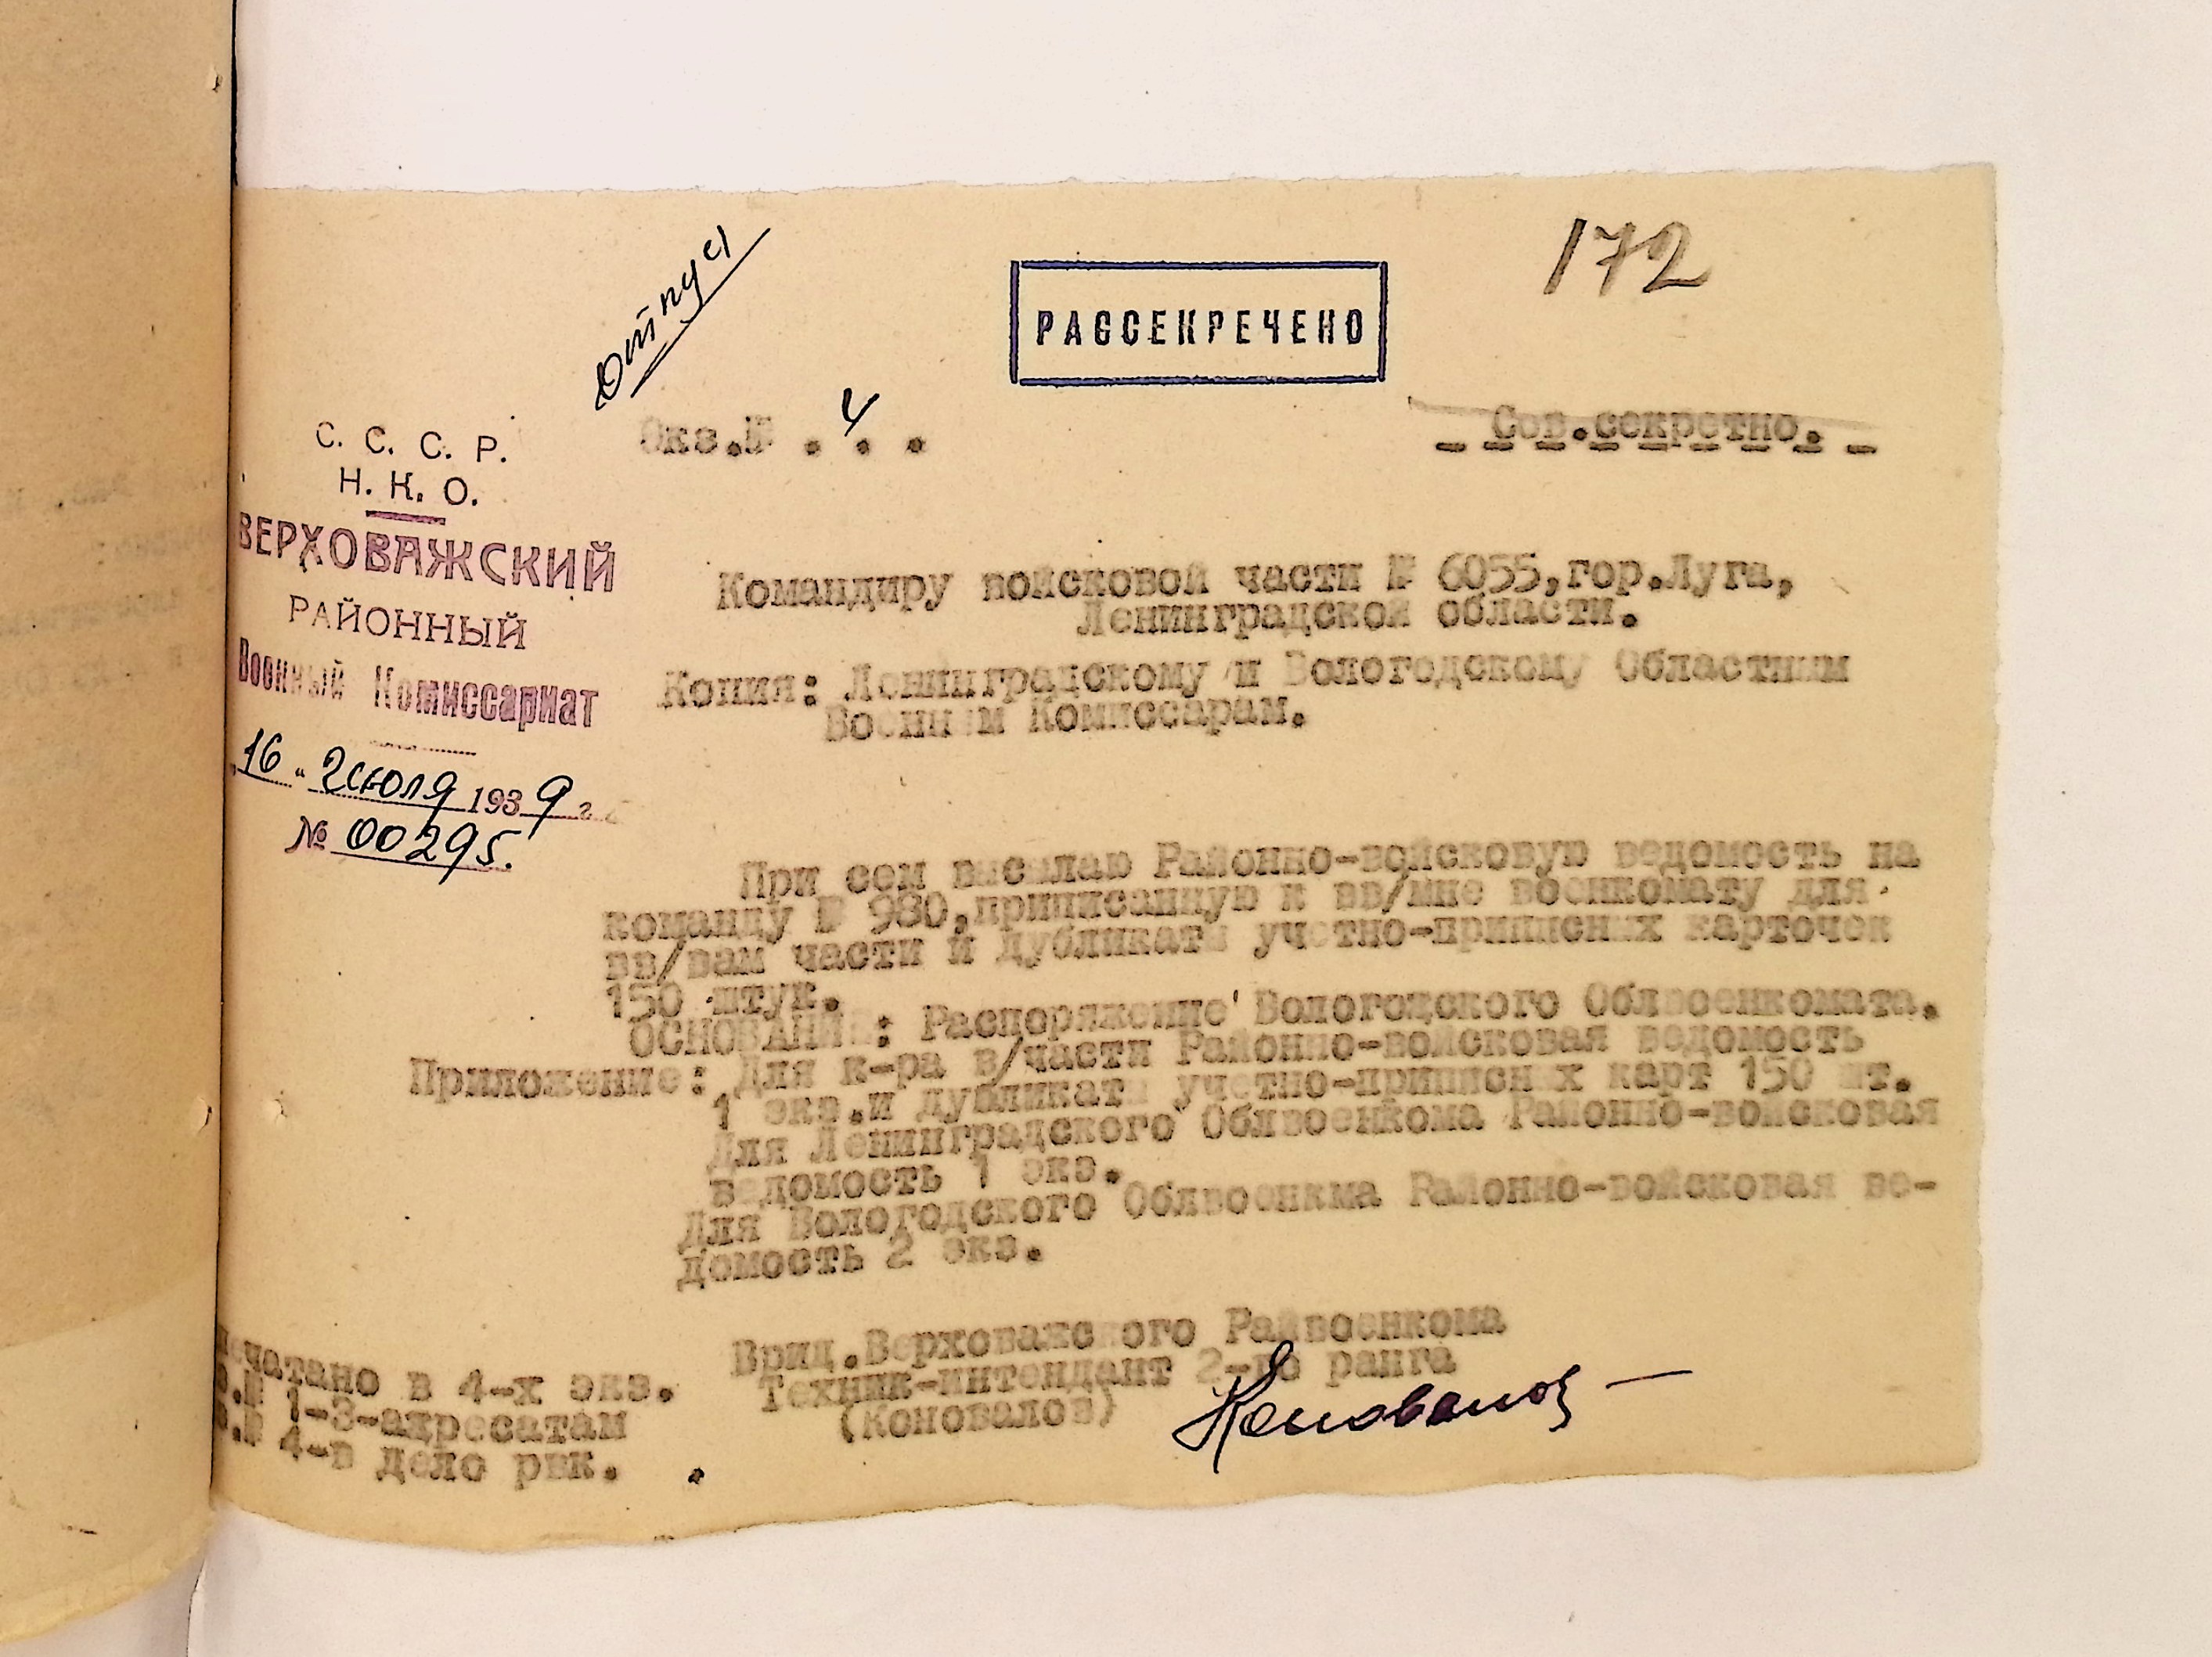 172
РАССЕКРЕЧЕНО
Экз.№ . 4 . .
Сов.секретно.
С. С. С. Р.
Н. К. О.
ВЕРХОВАЖСКИЙ
РАЙОННЫЙ
Военный Комиссариат
16 " июля 1939 г.
№ 00295.
Командиру войсковой части № 6055,гор.Луга,
Ленинградской области.
Копия: Ленинградскому и Вологодскому Областным
Военным Комиссарам.
При сем высылаю Районно-войсковую ведомость на
команду № 980,приписанную к вв/мне военкомату для
вв/вам части и дубликаты учетно-приписных карточек
150 штук.
ОСНОВАНИЕ: Распоряжение Вологодского Облвоенкомата.
Приложение: Для к-ра в/части Районно-войсковая ведомость
1 экз.и дубликаты учетно-приписных карт 150 шт.
Для Ленинградского Облвоенкома Районно-войсковая
ведомость 1 экз.
Для Вологодского Облвоенкма Районно-войсковая ве-
домость 2 экз.
Врид.Верховажского Райвоенкома
Техник-интендант 2-го ранга
(Коновалов) Коновалов
печатано в 4-х экз.
№ 1-3-адресатам
№ 4-в дело рвк.